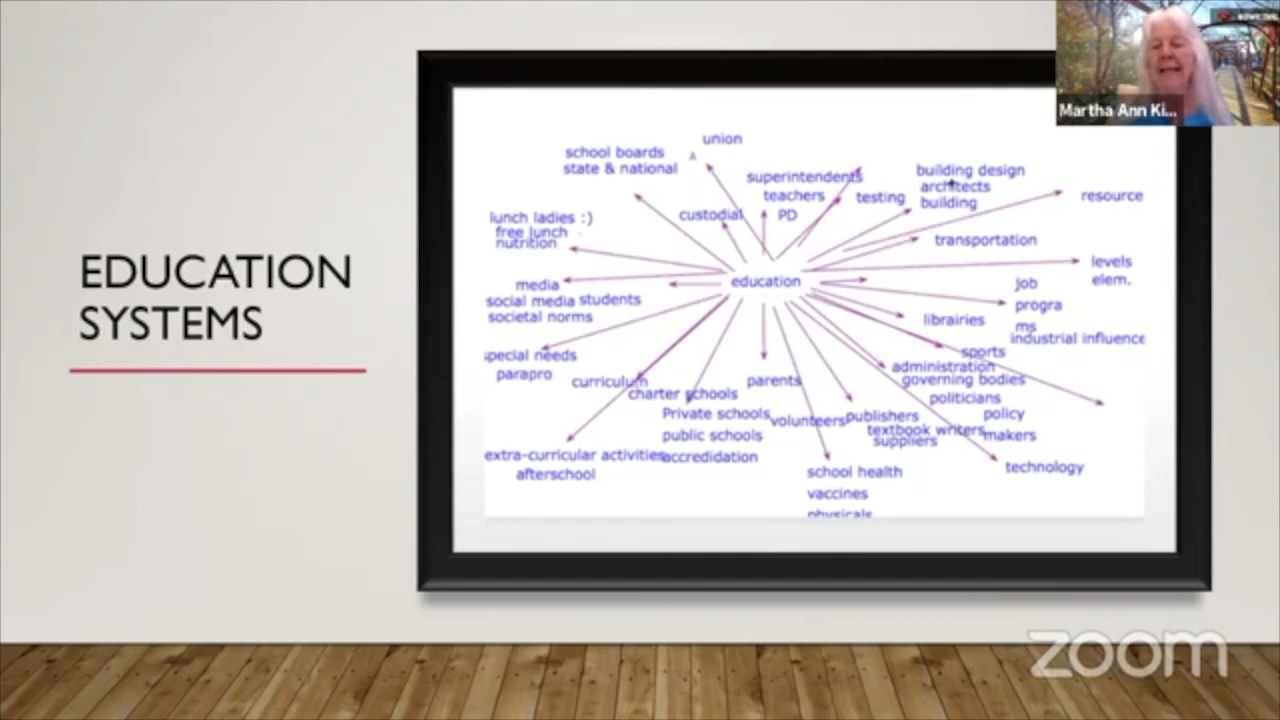 Martha Ann Ki...
EDUCATION
SYSTEMS
union
A
school boards
state & national
superintendents
teachers
PD
testing
building design
architects
building
resource
custodial
lunch ladies :)
free lunch
nutrition
transportation
levels
elem.
education
media
social media
students
societal norms
job
progra
ms
librairies
industrial influence
sports
special needs
parapro
curriculum
charter schools
Private schools
public schools
accredidation
parents
administration
governing bodies
politicians
policy
makers
volunteers
publishers
textbook writers
suppliers
extra-curricular activities
afterschool
school health
vaccines
physicals
technology
zoom